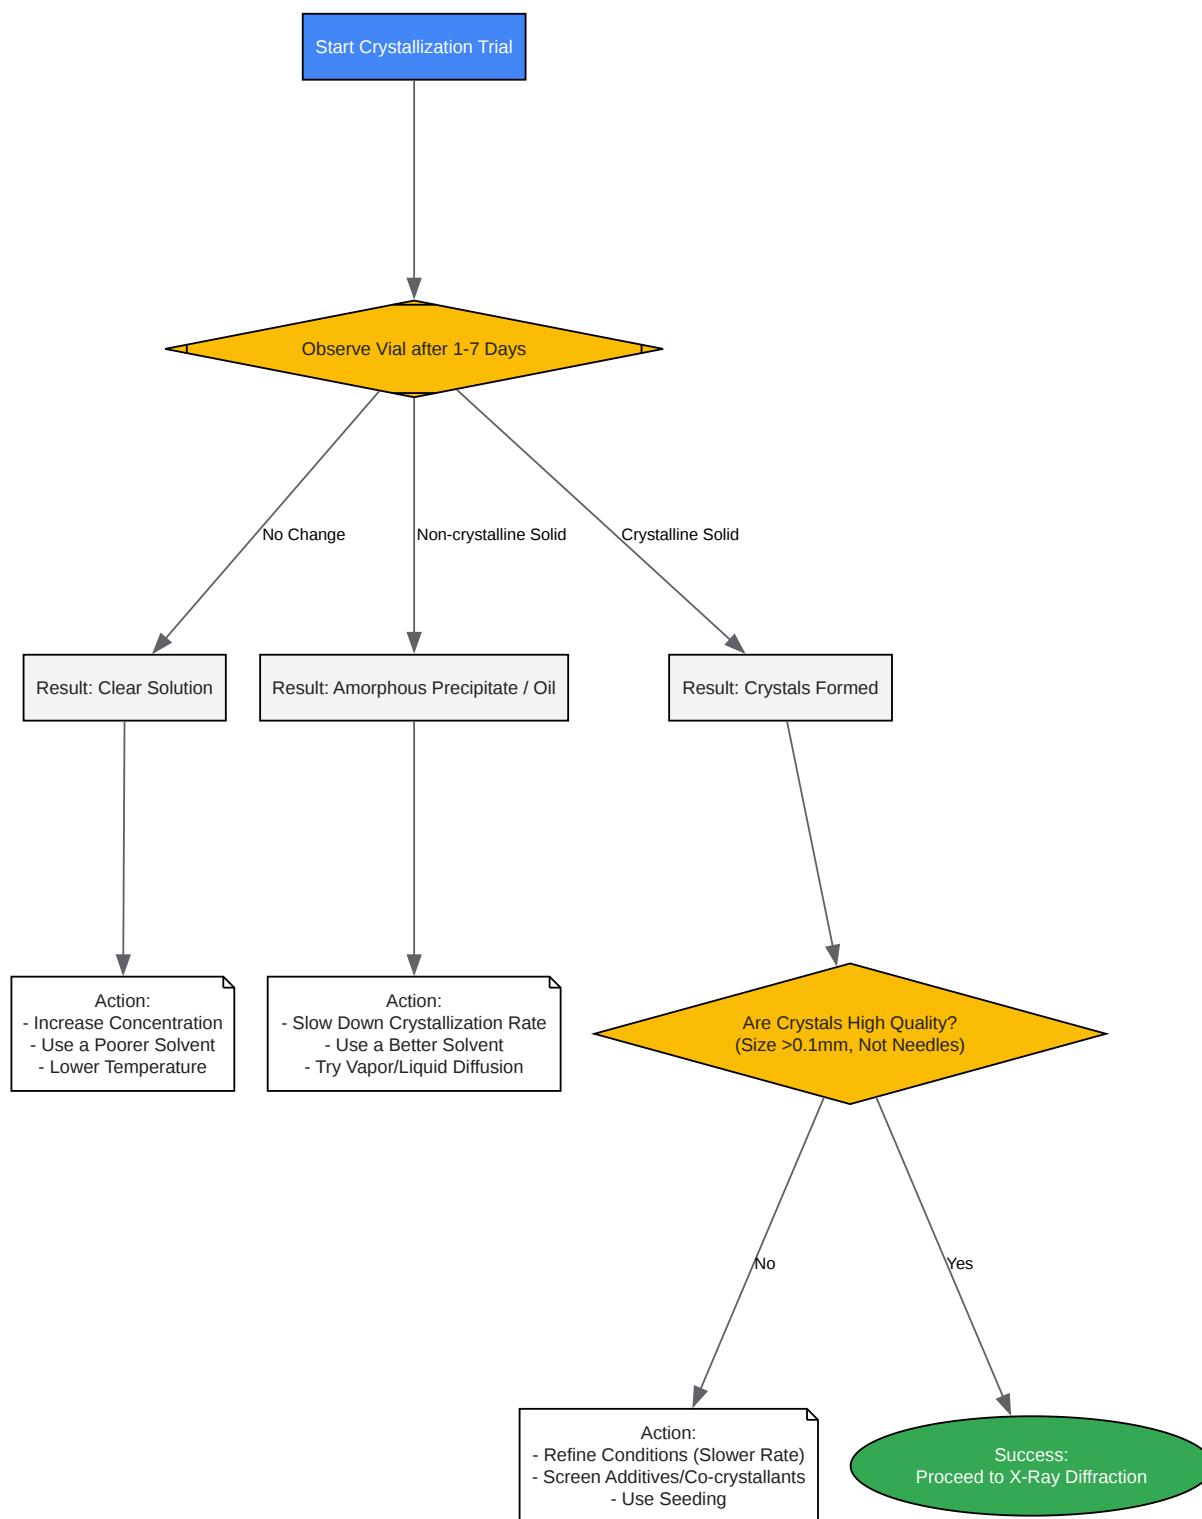 Start Crystallization Trial
Observe Vial after 1-7 Days
No Change
Non-crystalline Solid
Crystalline Solid
Result: Clear Solution
Result: Amorphous Precipitate / Oil
Result: Crystals Formed
Action:
- Increase Concentration
- Use a Poorer Solvent
- Lower Temperature
Action:
- Slow Down Crystallization Rate
- Use a Better Solvent
- Try Vapor/Liquid Diffusion
Are Crystals High Quality?
(Size >0.1mm, Not Needles)
No
Yes
Action:
- Refine Conditions (Slower Rate)
- Screen Additives/Co-crystallants
- Use Seeding
Success:
Proceed to X-Ray Diffraction